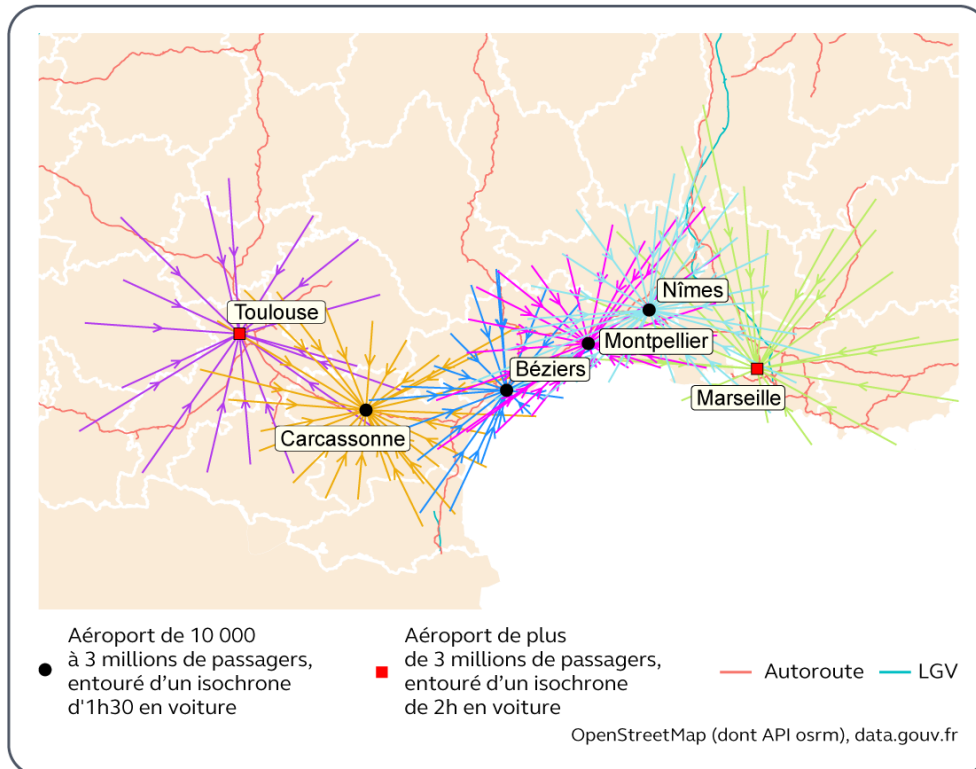 Nîmes
Toulouse
Montpellier
Béziers
Marseille
Carcassonne
Aéroport de 10 000
à 3 millions de passagers,
entouré d’un isochrone
d'1h30 en voiture
Aéroport de plus
de 3 millions de passagers,
entouré d’un isochrone
de 2h en voiture
Autoroute
LGV
OpenStreetMap (dont API osrm), data.gouv.fr